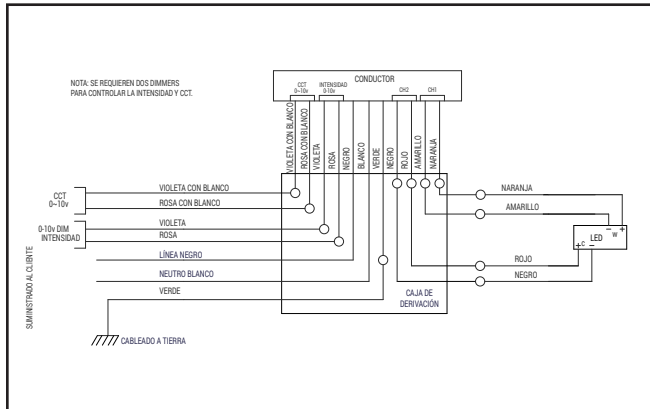 NOTA: SE REQUIEREN DOS DIMMERS
PARA CONTROLAR LA INTENSIDAD Y CCT.
CONDUCTOR
CCT
0~10v
INTENSIDAD
0-10v
CH2
CH1
VIOLETA CON BLANCO
ROSA CON BLANCO
VIOLETA
ROSA
NEGRO
BLANCO
VERDE
NEGRO
ROJO
AMARILLO
NARANJA
SUMINISTRADO AL CLIENTE
CCT
0~10v
VIOLETA CON BLANCO
ROSA CON BLANCO
0-10v DIM
INTENSIDAD
VIOLETA
ROSA
LÍNEA NEGRO
NEUTRO BLANCO
VERDE
CABLEADO A TIERRA
CAJA DE
DERIVACIÓN
NARANJA
AMARILLO
ROJO
NEGRO
− +
W
LED
+ C −